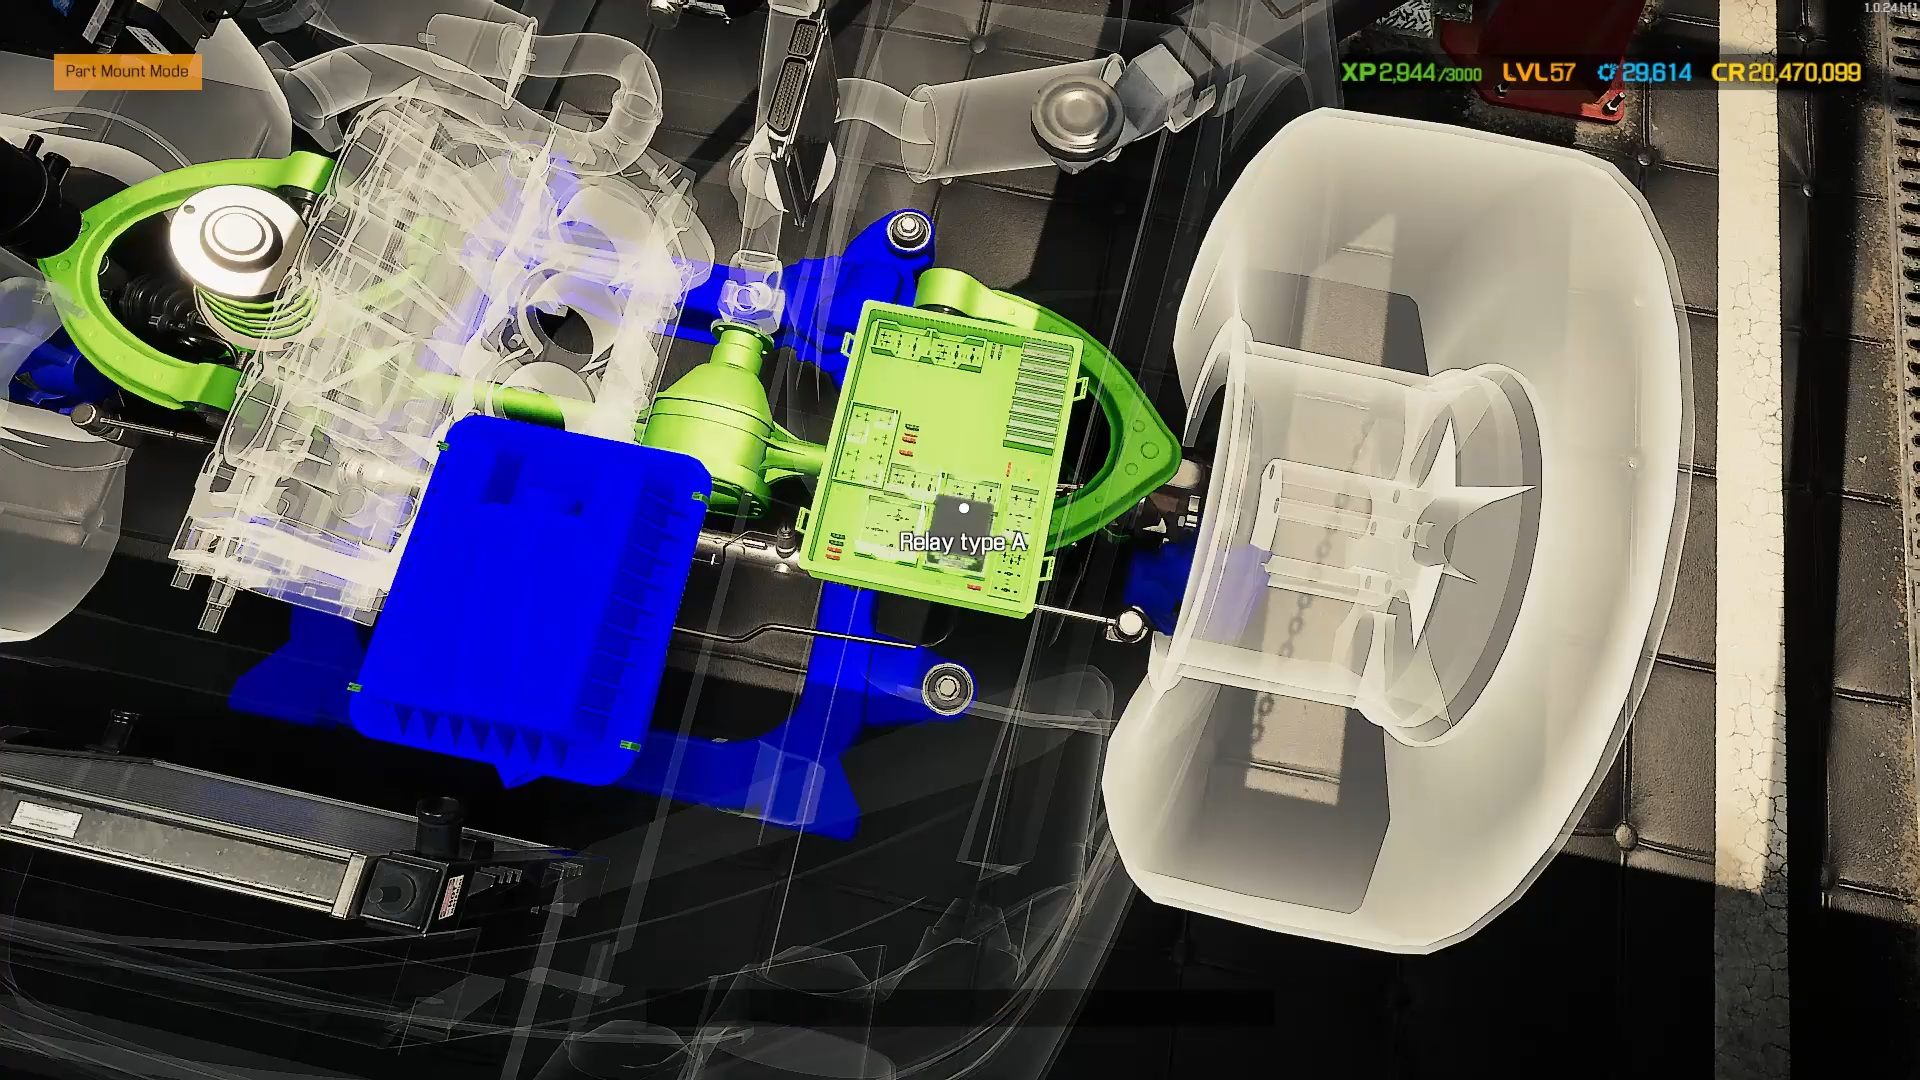 1.0.24.hf1
Part Mount Mode
XP 2,944/3000 LVL 57 29,614 CR 20,470,099
Relay type A